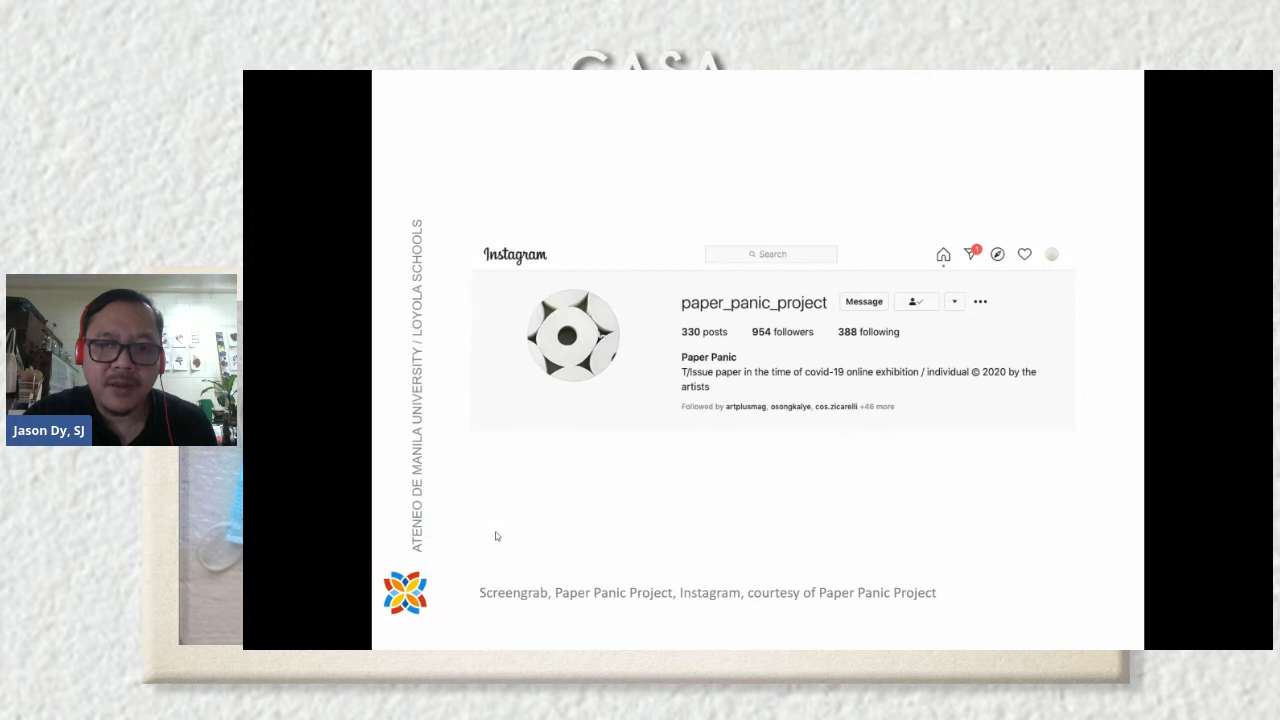 CASA
ATENEO DE MANILA UNIVERSITY / LOYOLA SCHOOLS
Instagram
Search
1
paper_panic_project
Message
330 posts 954 followers 388 following
Paper Panic
T/Issue paper in the time of covid-19 online exhibition / individual © 2020 by the
artists
Followed by artplusmag, osongkalye, cos.zicarelli +46 more
Jason Dy, SJ
Screengrab, Paper Panic Project, Instagram, courtesy of Paper Panic Project